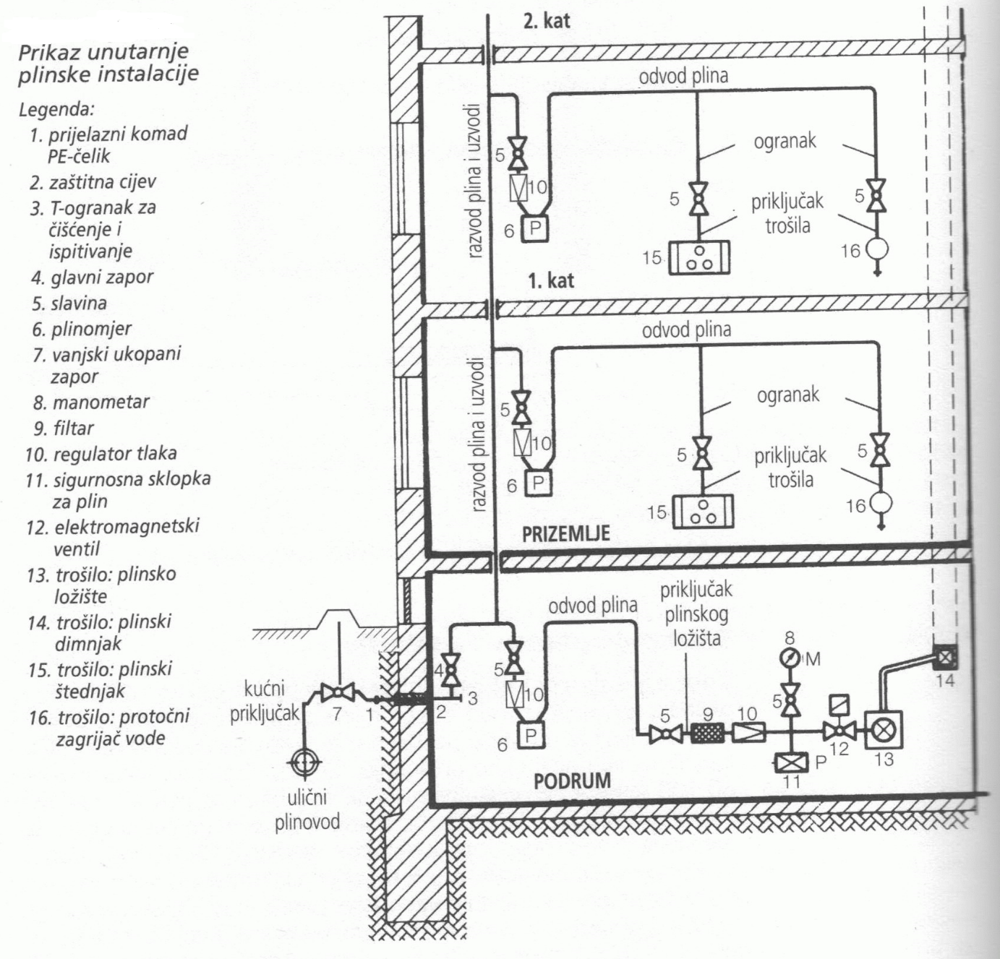 Prikaz unutarnje
plinske instalacije
Legenda:
1. prijelazni komad
PE-čelik
2. zaštitna cijev
3. T-ogranak za
čišćenje i
ispitivanje
4. glavni zapor
5. slavina
6. plinomjer
7. vanjski ukopani
zapor
8. manometar
9. filtar
10. regulator tlaka
11. sigurnosna sklopka
za plin
12. elektromagnetski
ventil
13. trošilo: plinsko
ložište
14. trošilo: plinski
dimnjak
15. trošilo: plinski
štednjak
16. trošilo: protočni
zagrijač vode
2. kat
odvod plina
razvod plina i uzvodi
5
10
6
P
ogranak
5
5
priključak
trošila
15
16
1. kat
odvod plina
razvod plina i uzvodi
5
10
6
P
ogranak
5
5
priključak
trošila
15
16
PRIZEMLJE
odvod plina
priključak
plinskog
ložišta
8
M
4
5
3
10
2
6
P
5
9
10
5
12
13
14
P
11
PODRUM
kućni
priključak
7
1
ulični
plinovod